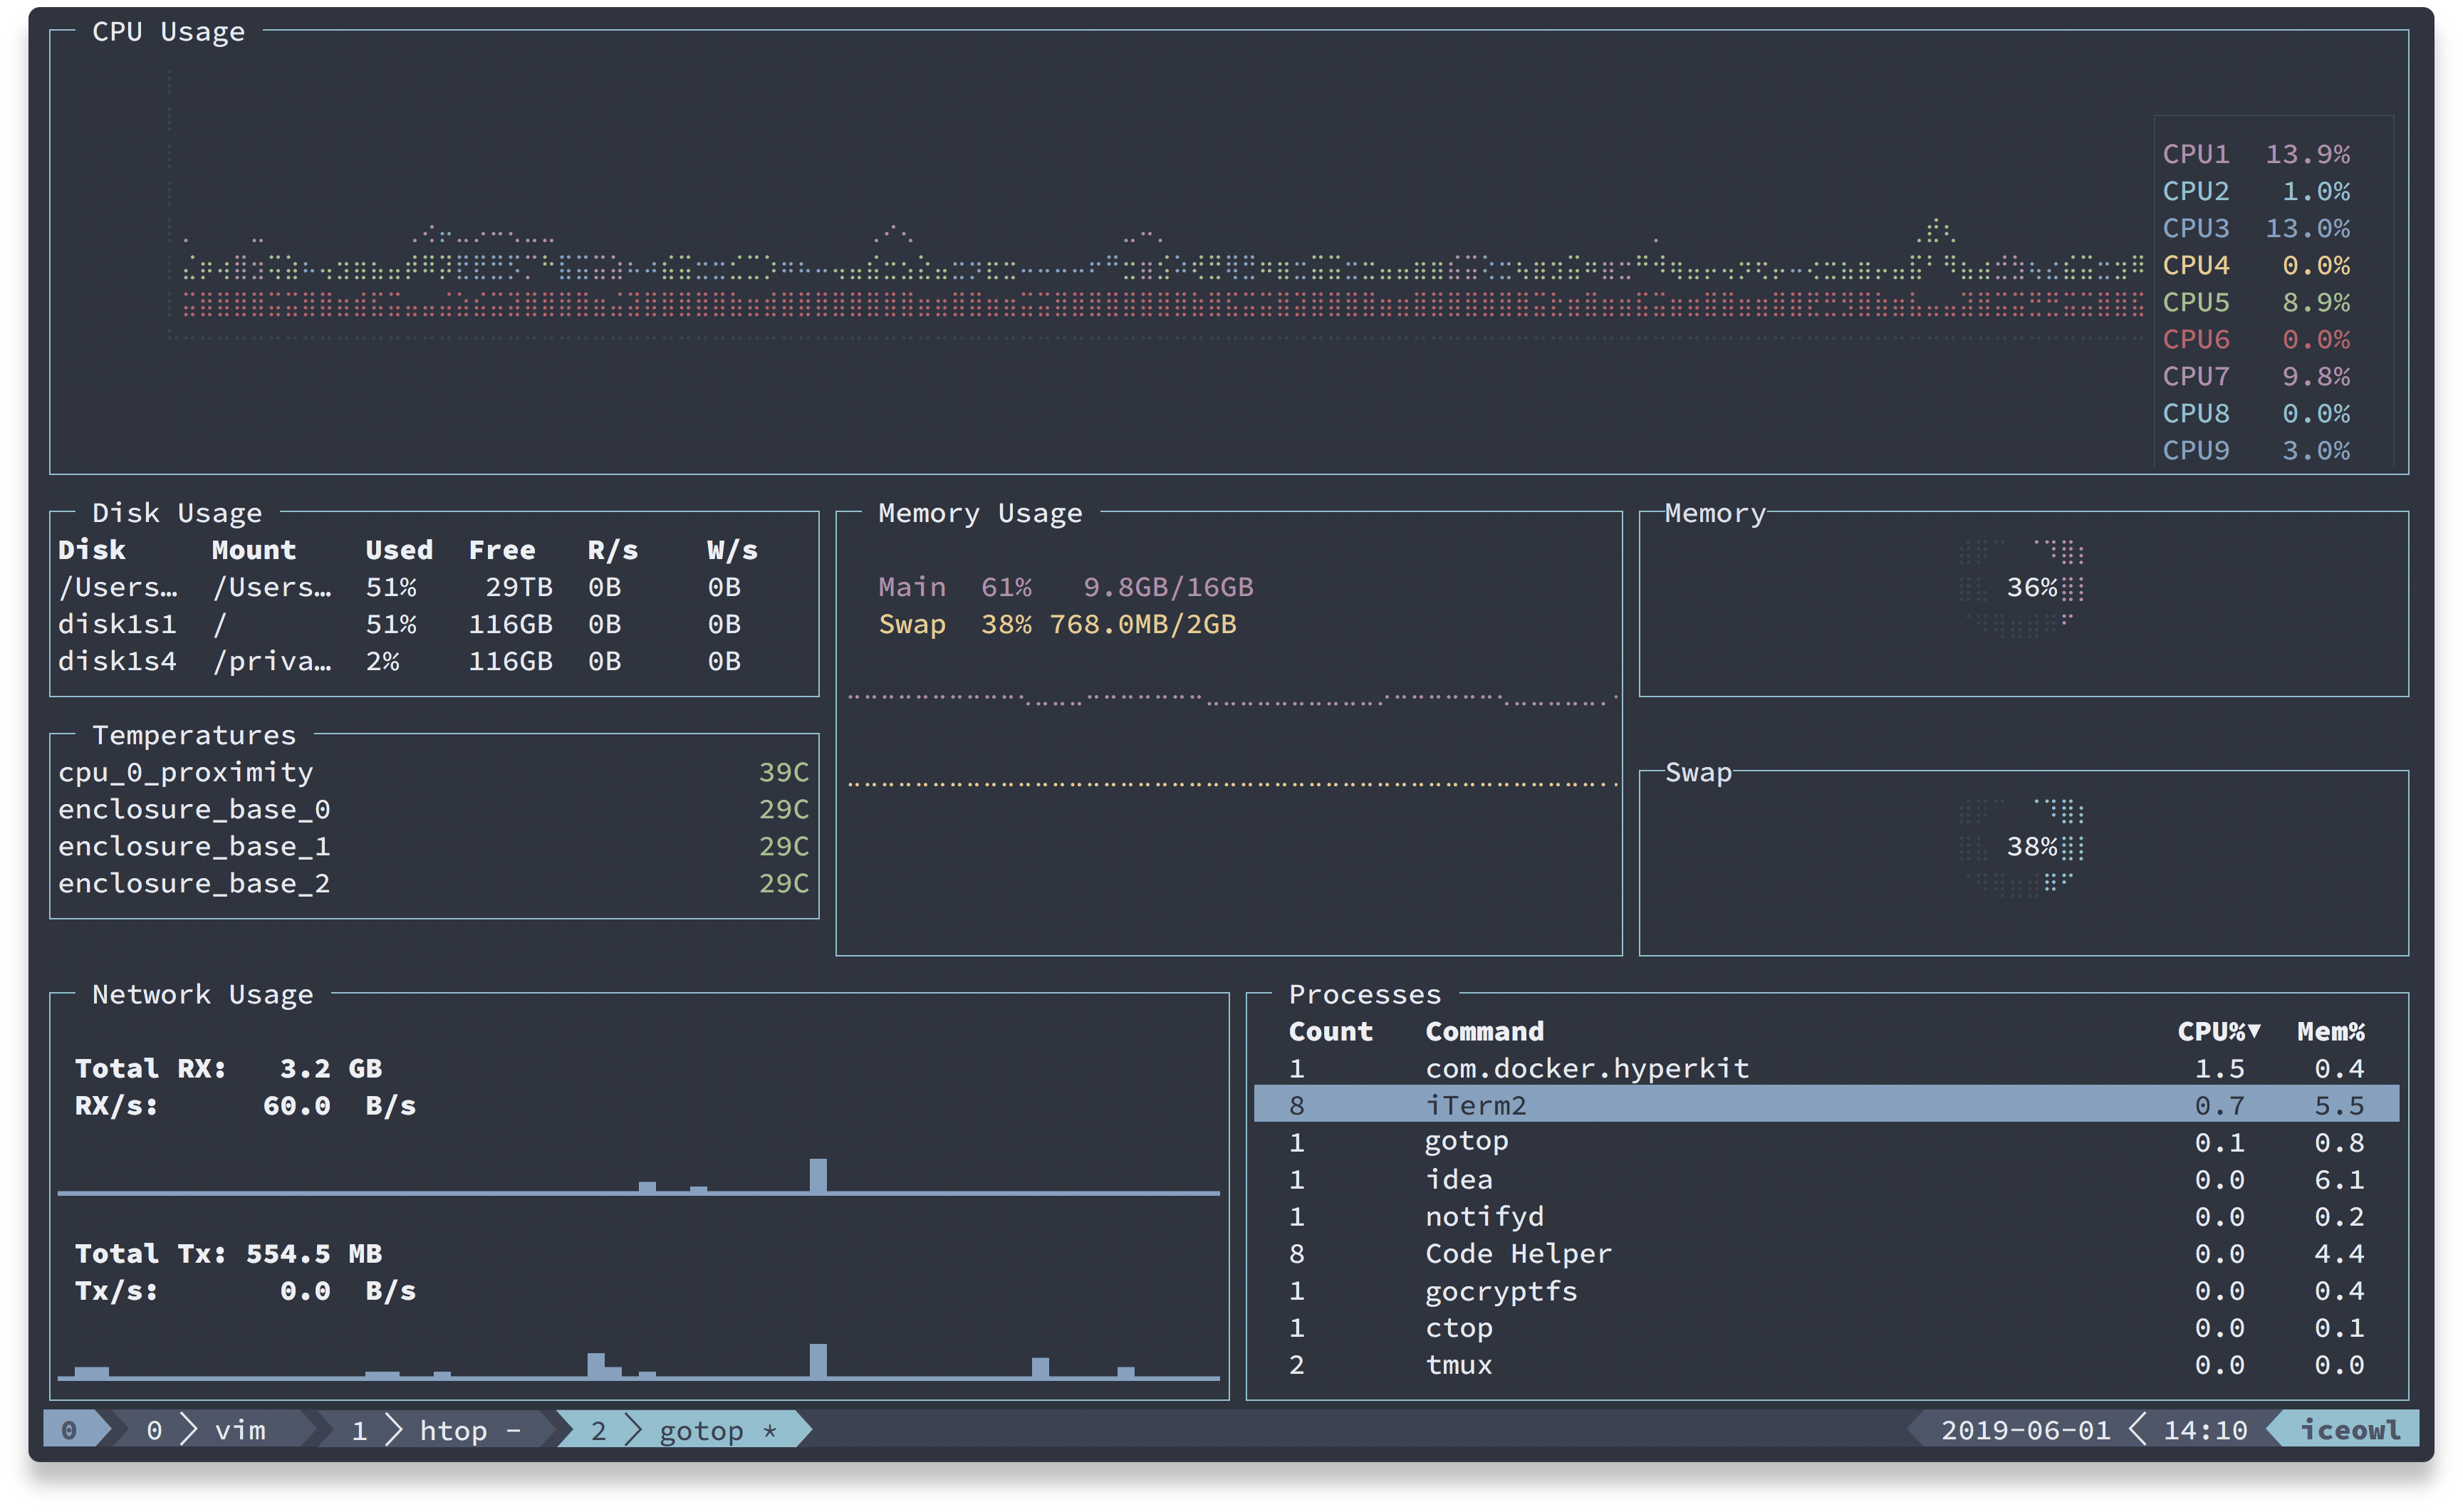 CPU Usage
CPU1 13.9%
CPU2 1.0%
CPU3 13.0%
CPU4 0.0%
CPU5 8.9%
CPU6 0.0%
CPU7 9.8%
CPU8 0.0%
CPU9 3.0%
Disk Usage
Disk Mount Used Free R/s W/s
/Users… /Users… 51% 29TB 0B 0B
disk1s1 / 51% 116GB 0B 0B
disk1s4 /priva… 2% 116GB 0B 0B
Memory Usage
Main 61% 9.8GB/16GB
Swap 38% 768.0MB/2GB
Memory
36%
Temperatures
cpu_0_proximity 39C
enclosure_base_0 29C
enclosure_base_1 29C
enclosure_base_2 29C
Swap
38%
Network Usage
Total RX: 3.2 GB
RX/s: 60.0 B/s
Total Tx: 554.5 MB
Tx/s: 0.0 B/s
Processes
Count Command CPU%▼ Mem%
1 com.docker.hyperkit 1.5 0.4
8 iTerm2 0.7 5.5
1 gotop 0.1 0.8
1 idea 0.0 6.1
1 notifyd 0.0 0.2
8 Code Helper 0.0 4.4
1 gocryptfs 0.0 0.4
1 ctop 0.0 0.1
2 tmux 0.0 0.0
0 0 vim 1 htop - 2 gotop * 2019-06-01 14:10 iceowl